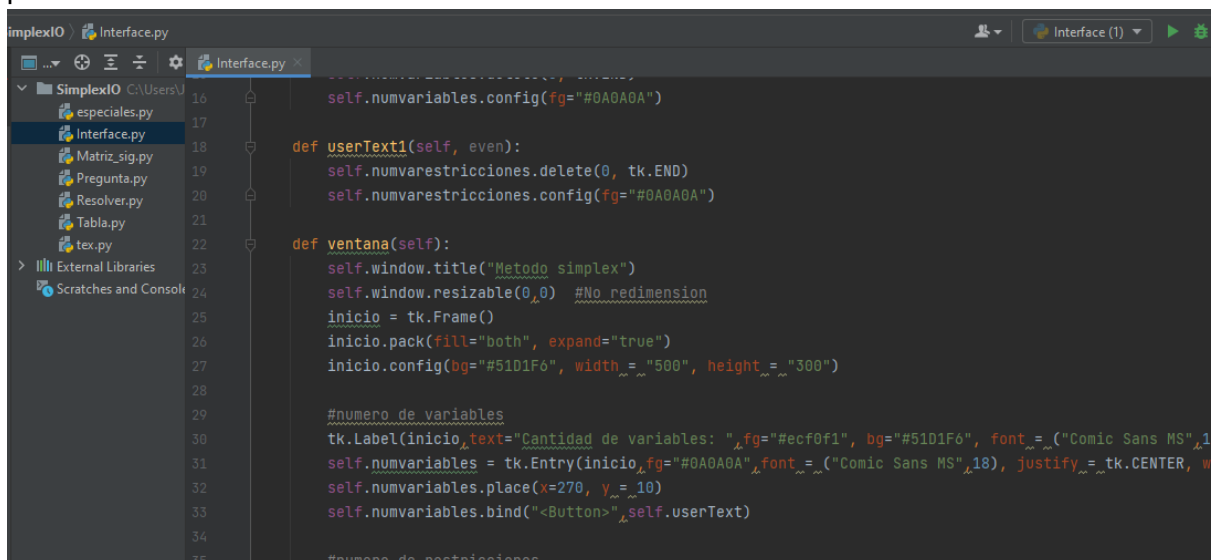 implexIO > Interface.py
Interface (1)
Interface.py
SimplexIO C:\Users\J
especiales.py
Interface.py
Matriz_sig.py
Pregunta.py
Resolver.py
Tabla.py
tex.py
External Libraries
Scratches and Console
16 self.numvariables.config(fg="#0A0A0A")
17
18 def userText1(self, even):
19 self.numvarestricciones.delete(0, tk.END)
20 self.numvarestricciones.config(fg="#0A0A0A")
21
22 def ventana(self):
23 self.window.title("Metodo simplex")
24 self.window.resizable(0,0) #No redimension
25 inicio = tk.Frame()
26 inicio.pack(fill="both", expand="true")
27 inicio.config(bg="#51D1F6", width = "500", height = "300")
28
29 #numero de variables
30 tk.Label(inicio,text="Cantidad de variables: ",fg="#ecf0f1", bg="#51D1F6", font = ("Comic Sans MS",1
31 self.numvariables = tk.Entry(inicio,fg="#0A0A0A",font = ("Comic Sans MS",18), justify = tk.CENTER, w
32 self.numvariables.place(x=270, y = 10)
33 self.numvariables.bind("<Button>",self.userText)
34